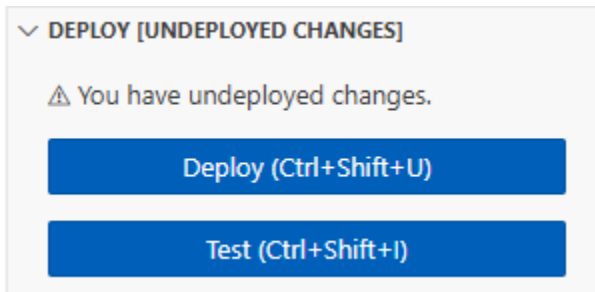 DEPLOY [UNDEPLOYED CHANGES]
⚠ You have undeployed changes.
Deploy (Ctrl+Shift+U)
Test (Ctrl+Shift+I)